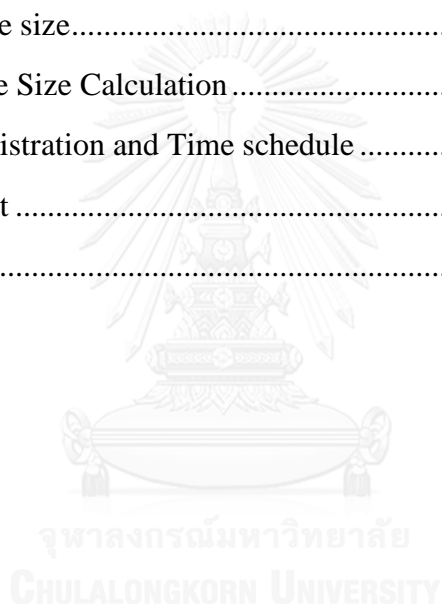 e size...............................................
e Size Calculation...............................
istration and Time schedule..........
t.......................................................
..........................................................
จุฬาลงกรณ์มหาวิทยาลัย
CHULALONGKORN UNIVERSITY